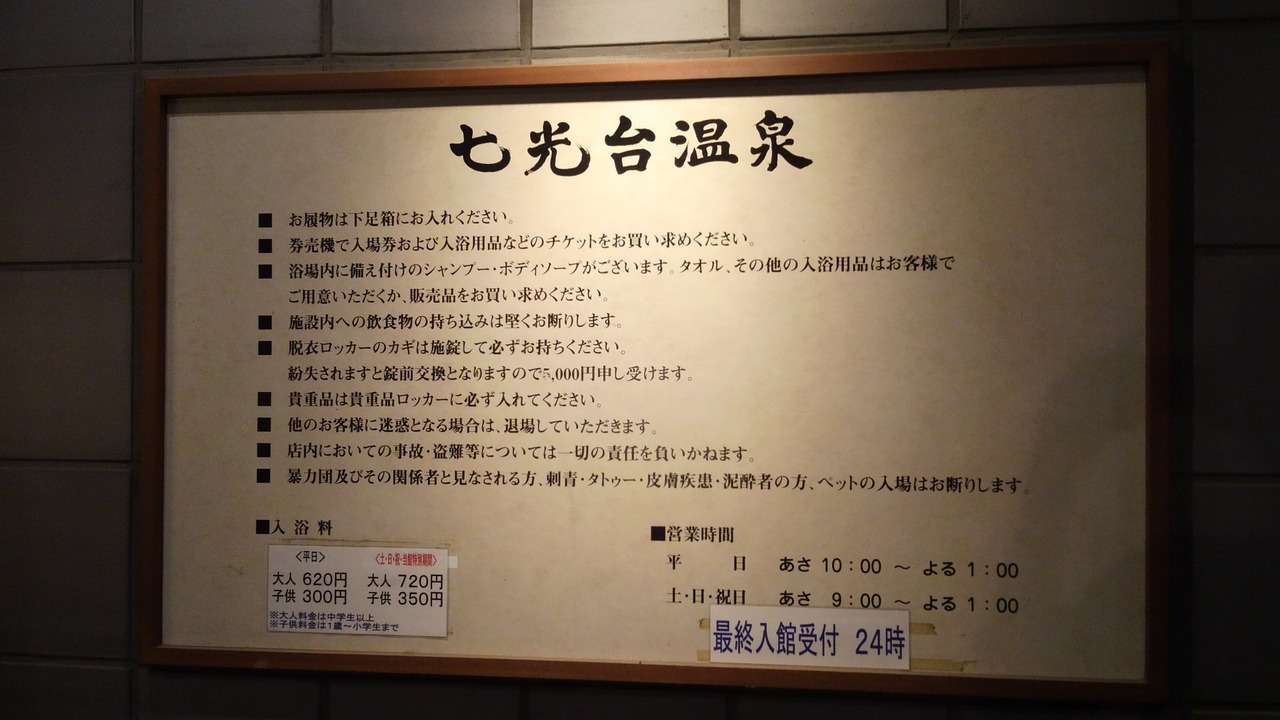 七光台温泉
■ お履物は下足箱にお入れください。
■ 券売機で入場券および入浴用品などのチケットをお買い求めください。
■ 浴場内に備え付けのシャンプー・ボディソープがございます。タオル、その他の入浴用品はお客様で
ご用意いただくか、販売品をお買い求めください。
■ 施設内への飲食物の持ち込みは堅くお断りします。
■ 脱衣ロッカーのカギは施錠して必ずお持ちください。
紛失されますと錠前交換となりますので5,000円申し受けます。
■ 貴重品は貴重品ロッカーに必ず入れてください。
■ 他のお客様に迷惑となる場合は、退場していただきます。
■ 店内においての事故・盗難等については一切の責任を負いかねます。
■ 暴力団及びその関係者と見なされる方、刺青・タトゥー・皮膚疾患・泥酔者の方、ペットの入場はお断りします。
■入浴料
〈平日〉 〈土・日・祝・当館特別期間〉
大人 620円 大人 720円
子供 300円 子供 350円
※大人料金は中学生以上
※子供料金は1歳～小学生まで
■営業時間
平日 あさ 10：00 ～ よる 1：00
土・日・祝日 あさ 9：00 ～ よる 1：00
最終入館受付 24時